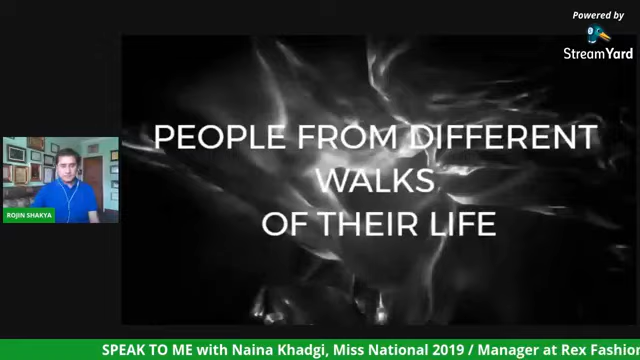 Powered by
StreamYard
PEOPLE FROM DIFFERENT
WALKS
OF THEIR LIFE
ROJIN SHAKYA
SPEAK TO ME with Naina Khadgi, Miss National 2019 / Manager at Rex Fashion